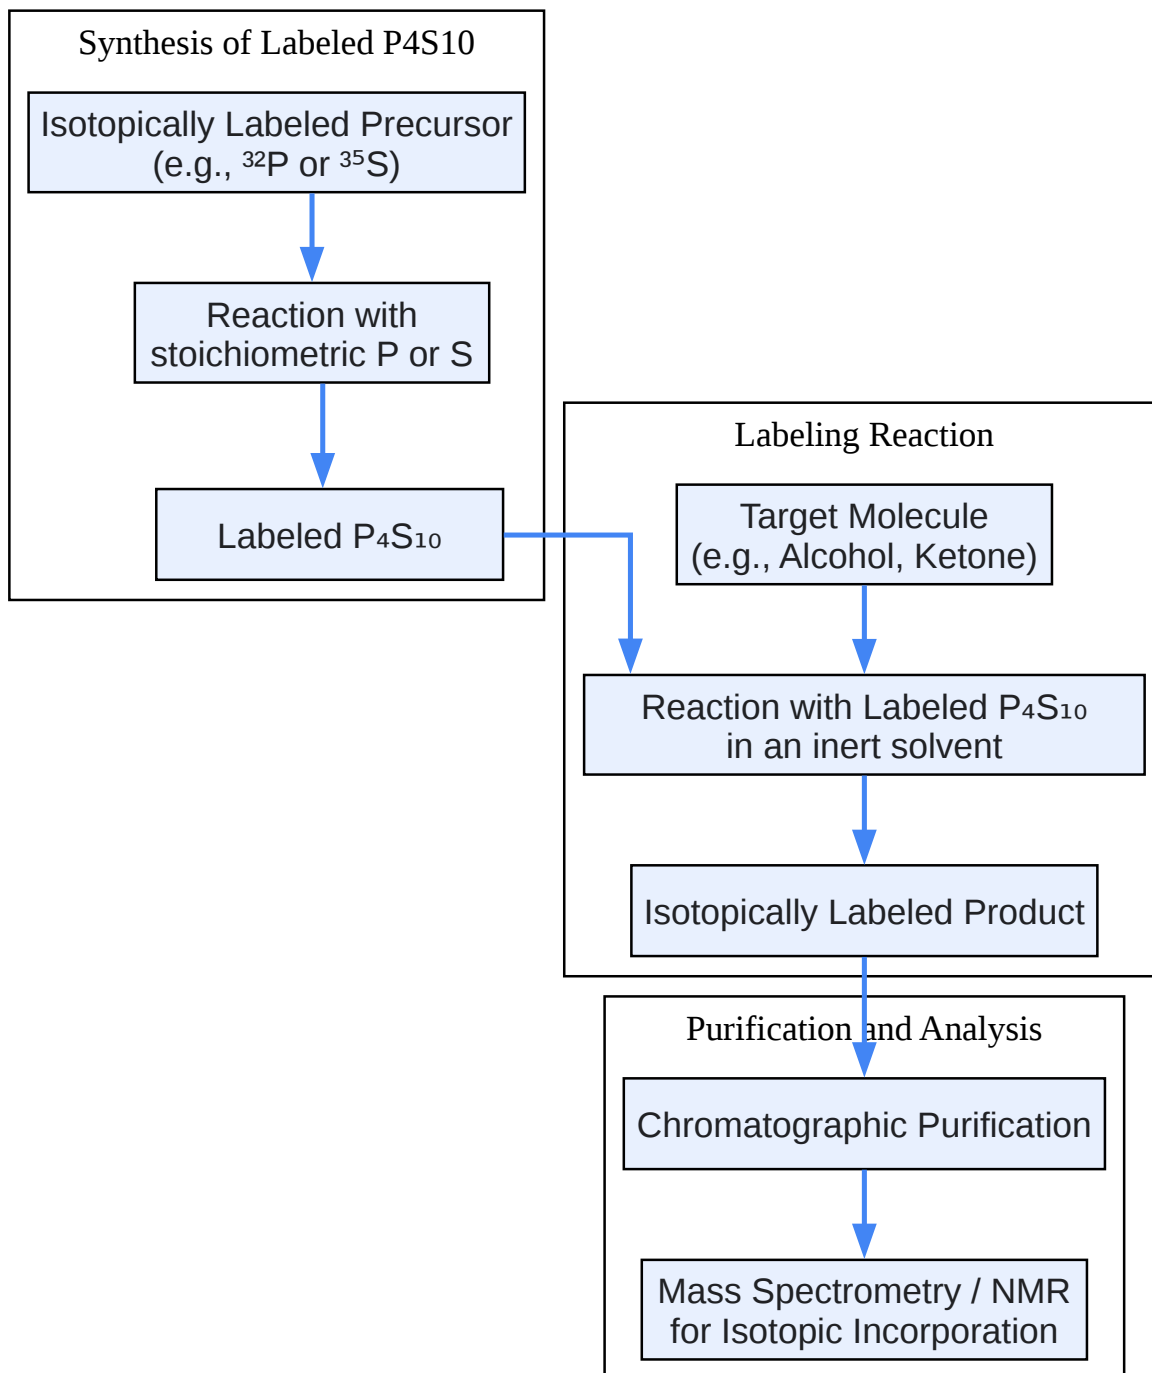 Synthesis of Labeled P4S10
Isotopically Labeled Precursor
(e.g., ³²P or ³⁵S)
Reaction with
stoichiometric P or S
Labeled P₄S₁₀
Labeling Reaction
Target Molecule
(e.g., Alcohol, Ketone)
Reaction with Labeled P₄S₁₀
in an inert solvent
Isotopically Labeled Product
Purification and Analysis
Chromatographic Purification
Mass Spectrometry / NMR
for Isotopic Incorporation